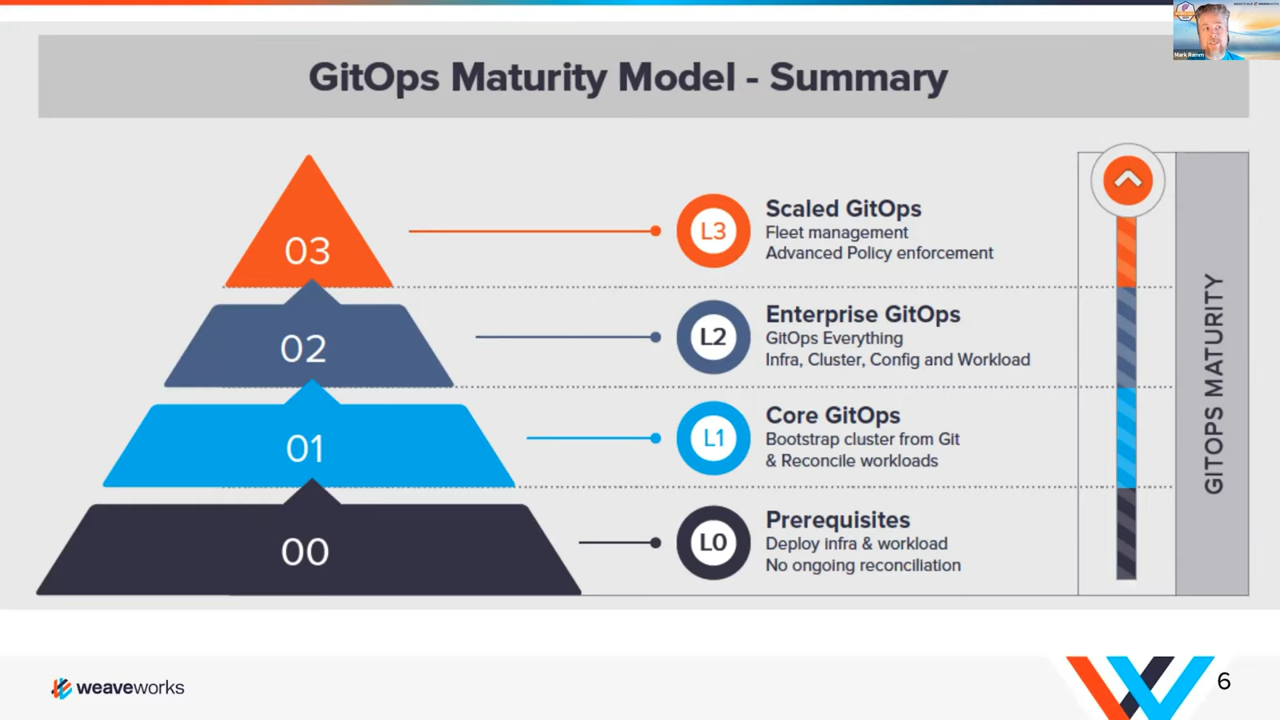 GitOps Maturity Model - Summary
Mark Ramm
03
L3
Scaled GitOps
Fleet management
Advanced Policy enforcement
02
L2
Enterprise GitOps
GitOps Everything
Infra, Cluster, Config and Workload
01
L1
Core GitOps
Bootstrap cluster from Git
& Reconcile workloads
00
L0
Prerequisites
Deploy infra & workload
No ongoing reconciliation
GITOPS MATURITY
weaveworks
6